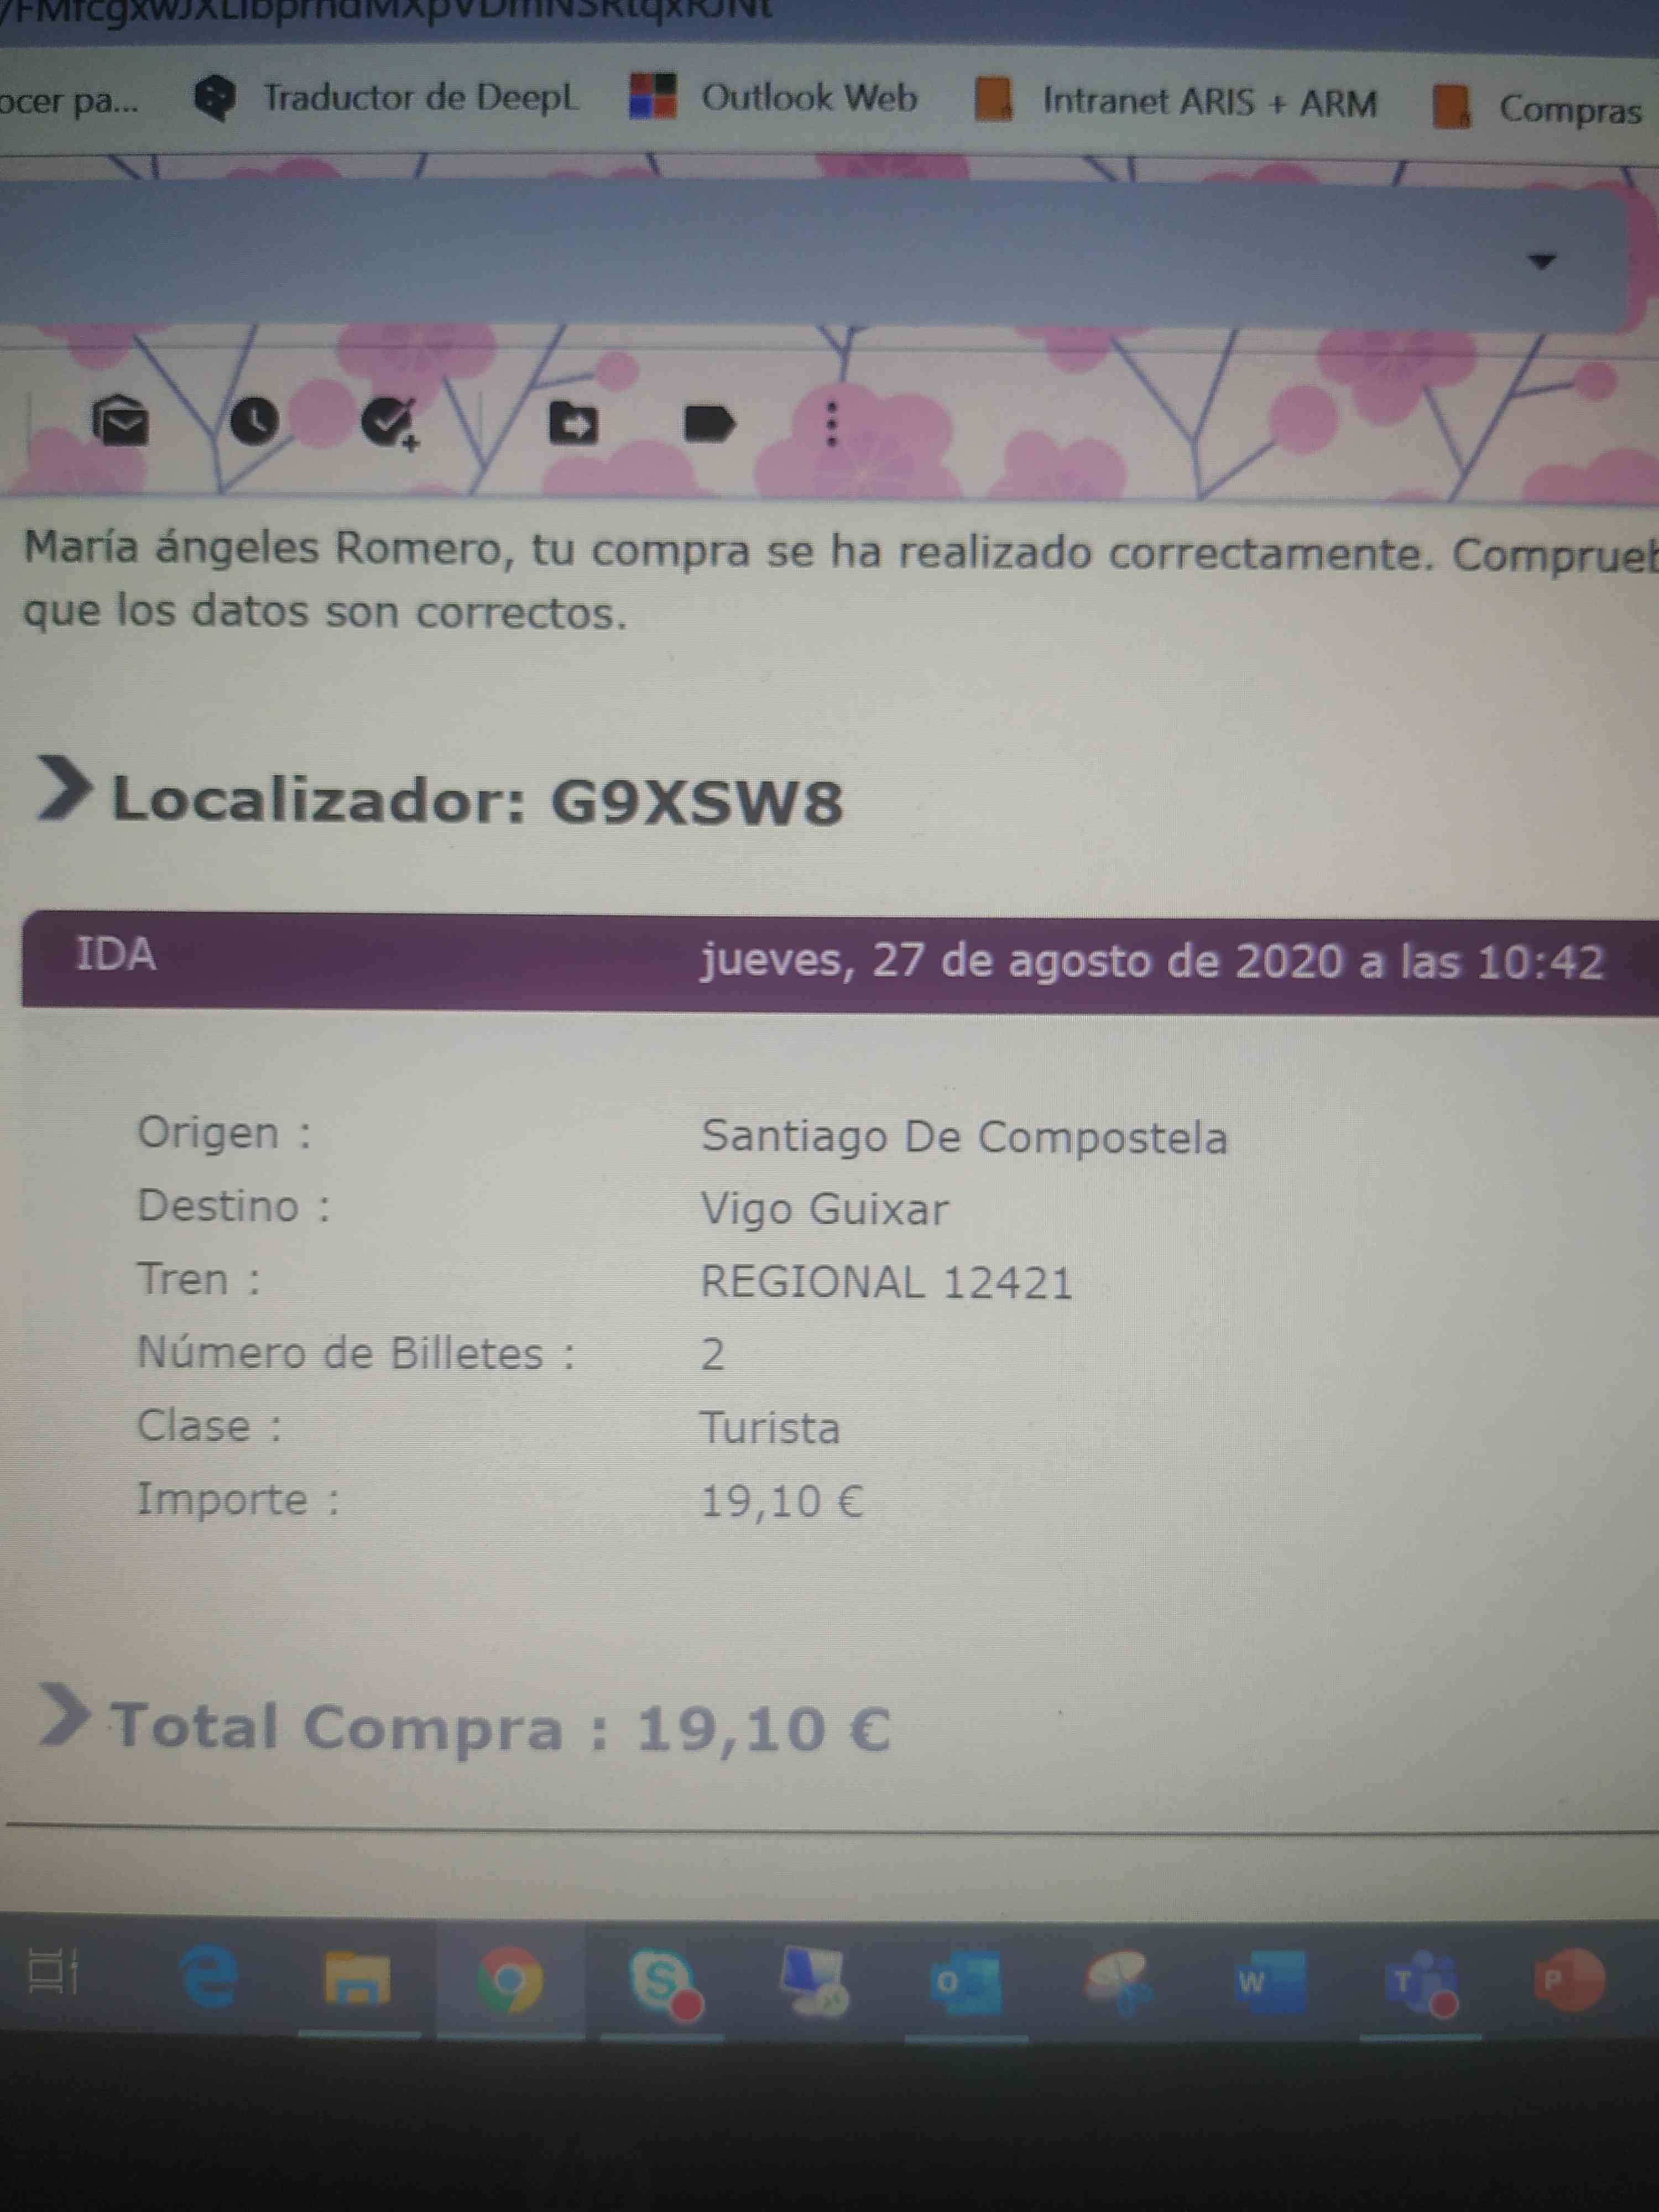 ocer pa...
Traductor de DeepL
Outlook Web
Intranet ARIS + ARM
Compras
María ángeles Romero, tu compra se ha realizado correctamente. Comprueb
que los datos son correctos.
Localizador: G9XSW8
IDA jueves, 27 de agosto de 2020 a las 10:42
Origen : Santiago De Compostela
Destino : Vigo Guixar
Tren : REGIONAL 12421
Número de Billetes : 2
Clase : Turista
Importe : 19,10 €
Total Compra : 19,10 €